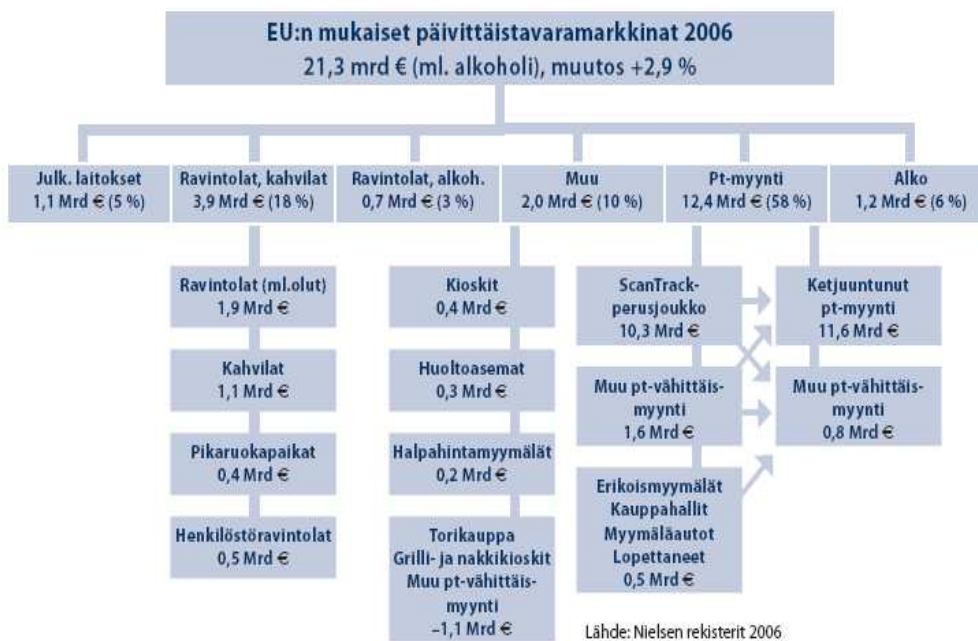 EU:n mukaiset päivittäistavaramarkkinat 2006
21,3 mrd € (ml. alkoholi), muutos +2,9 %
Julk. laitokset
1,1 Mrd € (5 %)
Ravintolat, kahvilat
3,9 Mrd € (18 %)
Ravintolat, alkoh.
0,7 Mrd € (3 %)
Muu
2,0 Mrd € (10 %)
Pt-myynti
12,4 Mrd € (58 %)
Alko
1,2 Mrd € (6 %)
Ravintolat (ml.olut)
1,9 Mrd €
Kahvilat
1,1 Mrd €
Pikaruokapaikat
0,4 Mrd €
Henkilöstöravintolat
0,5 Mrd €
Kioskit
0,4 Mrd €
Huoltoasemat
0,3 Mrd €
Halpahintamyymälät
0,2 Mrd €
Torikauppa
Grilli- ja nakkikioskit
Muu pt-vähittäis-
myynti
–1,1 Mrd €
ScanTrack-
perusjoukko
10,3 Mrd €
Muu pt-vähittäis-
myynti
1,6 Mrd €
Erikoismyymälät
Kauppahallit
Myymäläautot
Lopettaneet
0,5 Mrd €
Ketjuuntunut
pt-myynti
11,6 Mrd €
Muu pt-vähittäis-
myynti
0,8 Mrd €
Lähde: Nielsen rekisterit 2006